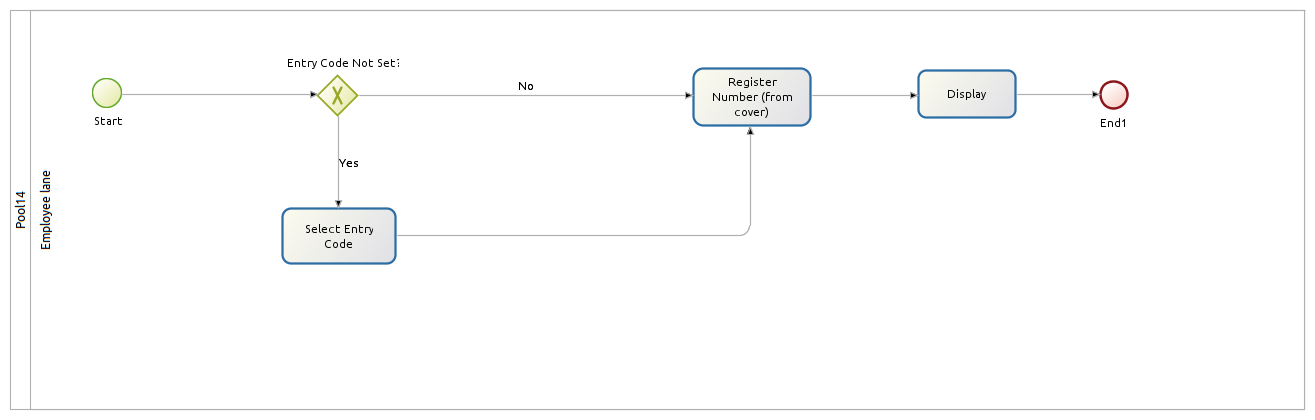 Pool14
Employee lane
Start
Entry Code Not Set?
No
Yes
Select Entry
Code
Register
Number (from
cover)
Display
End1